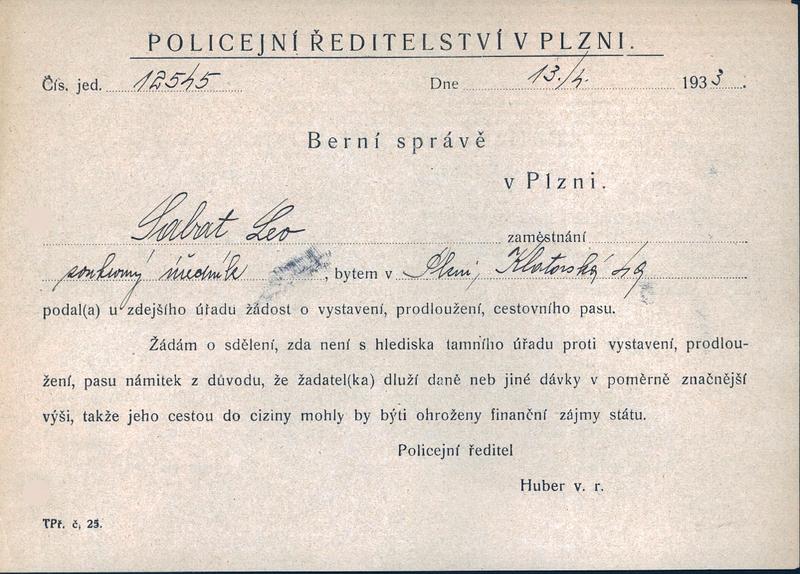 POLICEJNÍ ŘEDITELSTVÍ V PLZNI.
Čís. jed. 12545 Dne 13./4. 1933.
Berní správě
v Plzni.
Sabat Leo zaměstnání
soukromý úředník, bytem v Plzni, Klatovská 49
podal(a) u zdejšího úřadu žádost o vystavení, prodloužení, cestovního pasu.
Žádám o sdělení, zda není s hlediska tamního úřadu proti vystavení, prodlou-
žení, pasu námitek z důvodu, že žadatel(ka) dluží daně neb jiné dávky v poměrně značnější
výši, takže jeho cestou do ciziny mohly by býti ohroženy finanční zájmy státu.
Policejní ředitel
Huber v. r.
TPř. č, 25.